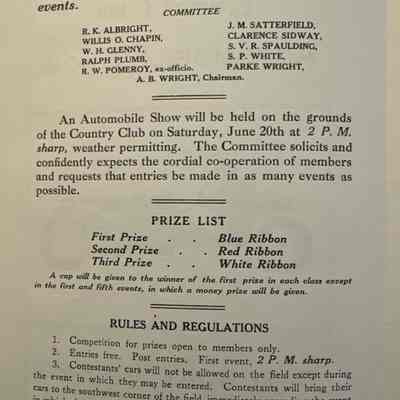 events.
COMMITTEE
R. K. ALBRIGHT, J. M. SATTERFIELD,
WILLIS O. CHAPIN, CLARENCE SIDWAY,
W. H. GLENNY, S. V. R. SPAULDING,
RALPH PLUMB, S. P. WHITE,
R. W. POMEROY, ex-officio. PARKE WRIGHT,
A. B. WRIGHT, Chairman.
An Automobile Show will be held on the grounds
of the Country Club on Saturday, June 20th at 2 P. M.
sharp, weather permitting. The Committee solicits and
confidently expects the cordial co-operation of members
and requests that entries be made in as many events as
possible.
PRIZE LIST
First Prize . . Blue Ribbon
Second Prize . . Red Ribbon
Third Prize . . White Ribbon
A cup will be given to the winner of the first prize in each class except
in the first and fifth events, in which a money prize will be given.
RULES AND REGULATIONS
1. Competition for prizes open to members only.
2. Entries free. Post entries. First event, 2 P. M. sharp.
3. Contestants' cars will not be allowed on the field except during
the event in which they may be entered. Contestants will bring their
cars to the southwest corner of the field